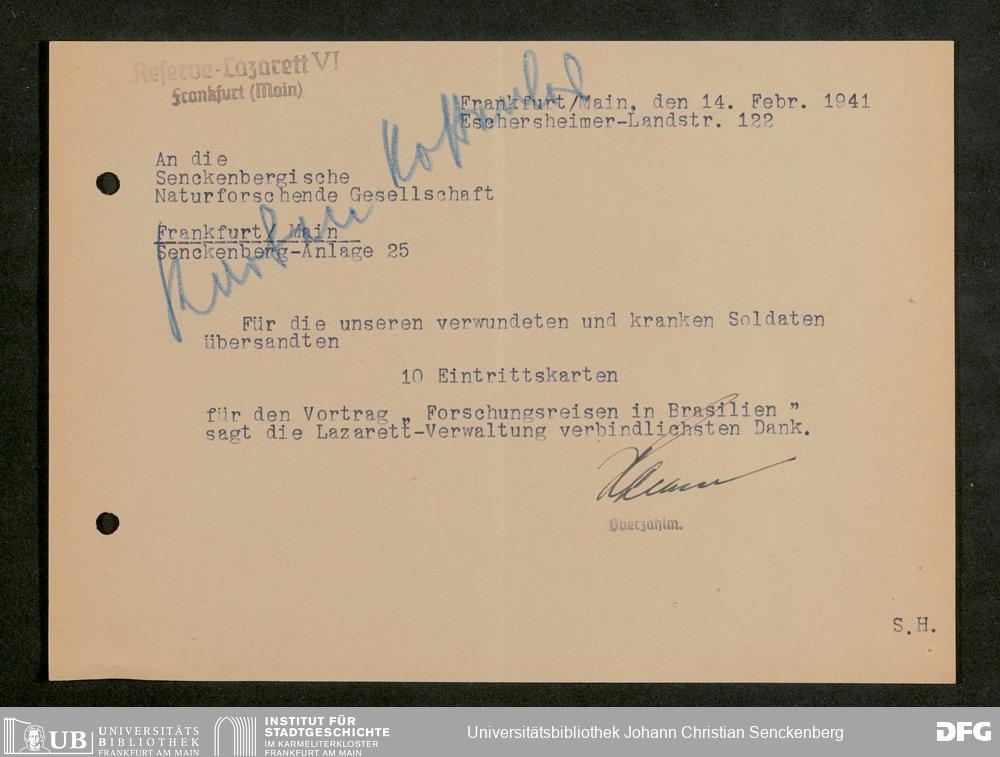 Reserve-Lazarett VI
Frankfurt (Main)
Frankfurt/Main, den 14. Febr. 1941
Eschersheimer-Landstr. 122
An die
Senckenbergische
Naturforschende Gesellschaft
Frankfurt/ Main
Senckenberg-Anlage 25
Für die unseren verwundeten und kranken Soldaten
übersandten
10 Eintrittskarten
für den Vortrag „ Forschungsreisen in Brasilien "
sagt die Lazarett-Verwaltung verbindlichsten Dank.
Oberzahlm.
S.H.
UB UNIVERSITÄTS
BIBLIOTHEK
FRANKFURT AM MAIN
INSTITUT FÜR
STADTGESCHICHTE
IM KARMELITERKLOSTER
FRANKFURT AM MAIN
Universitätsbibliothek Johann Christian Senckenberg
DFG